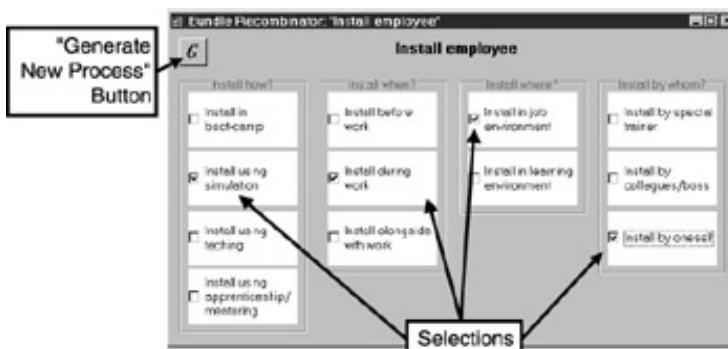 Bundle Recombinator: "Install employee"
"Generate
New Process"
Button
G
Install employee
Install how?
Install when?
Install where?
Install by whom?
Install in
boot-camp
Install before
work
Install in job
environment
Install by special
trainer
Install using
simulation
Install during
work
Install in learning
environment
Install by
collegues/boss
Install using
teching
Install alongside
with work
Install by oneself
Install using
apprenticeship/
mentering
Selections